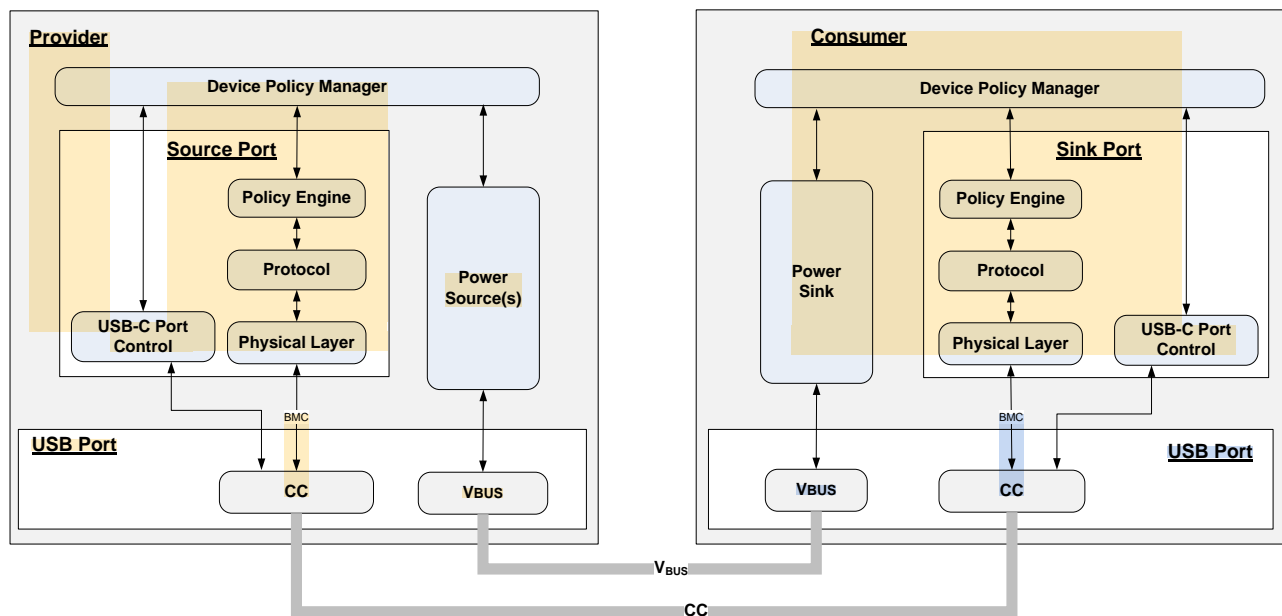 Provider
Device Policy Manager
Source Port
Policy Engine
Protocol
Physical Layer
USB-C Port
Control
Power
Source(s)
BMC
USB Port
CC
VBUS
Consumer
Device Policy Manager
Sink Port
Policy Engine
Protocol
Physical Layer
Power
Sink
USB-C Port
Control
BMC
USB Port
VBUS
CC
VBUS
CC